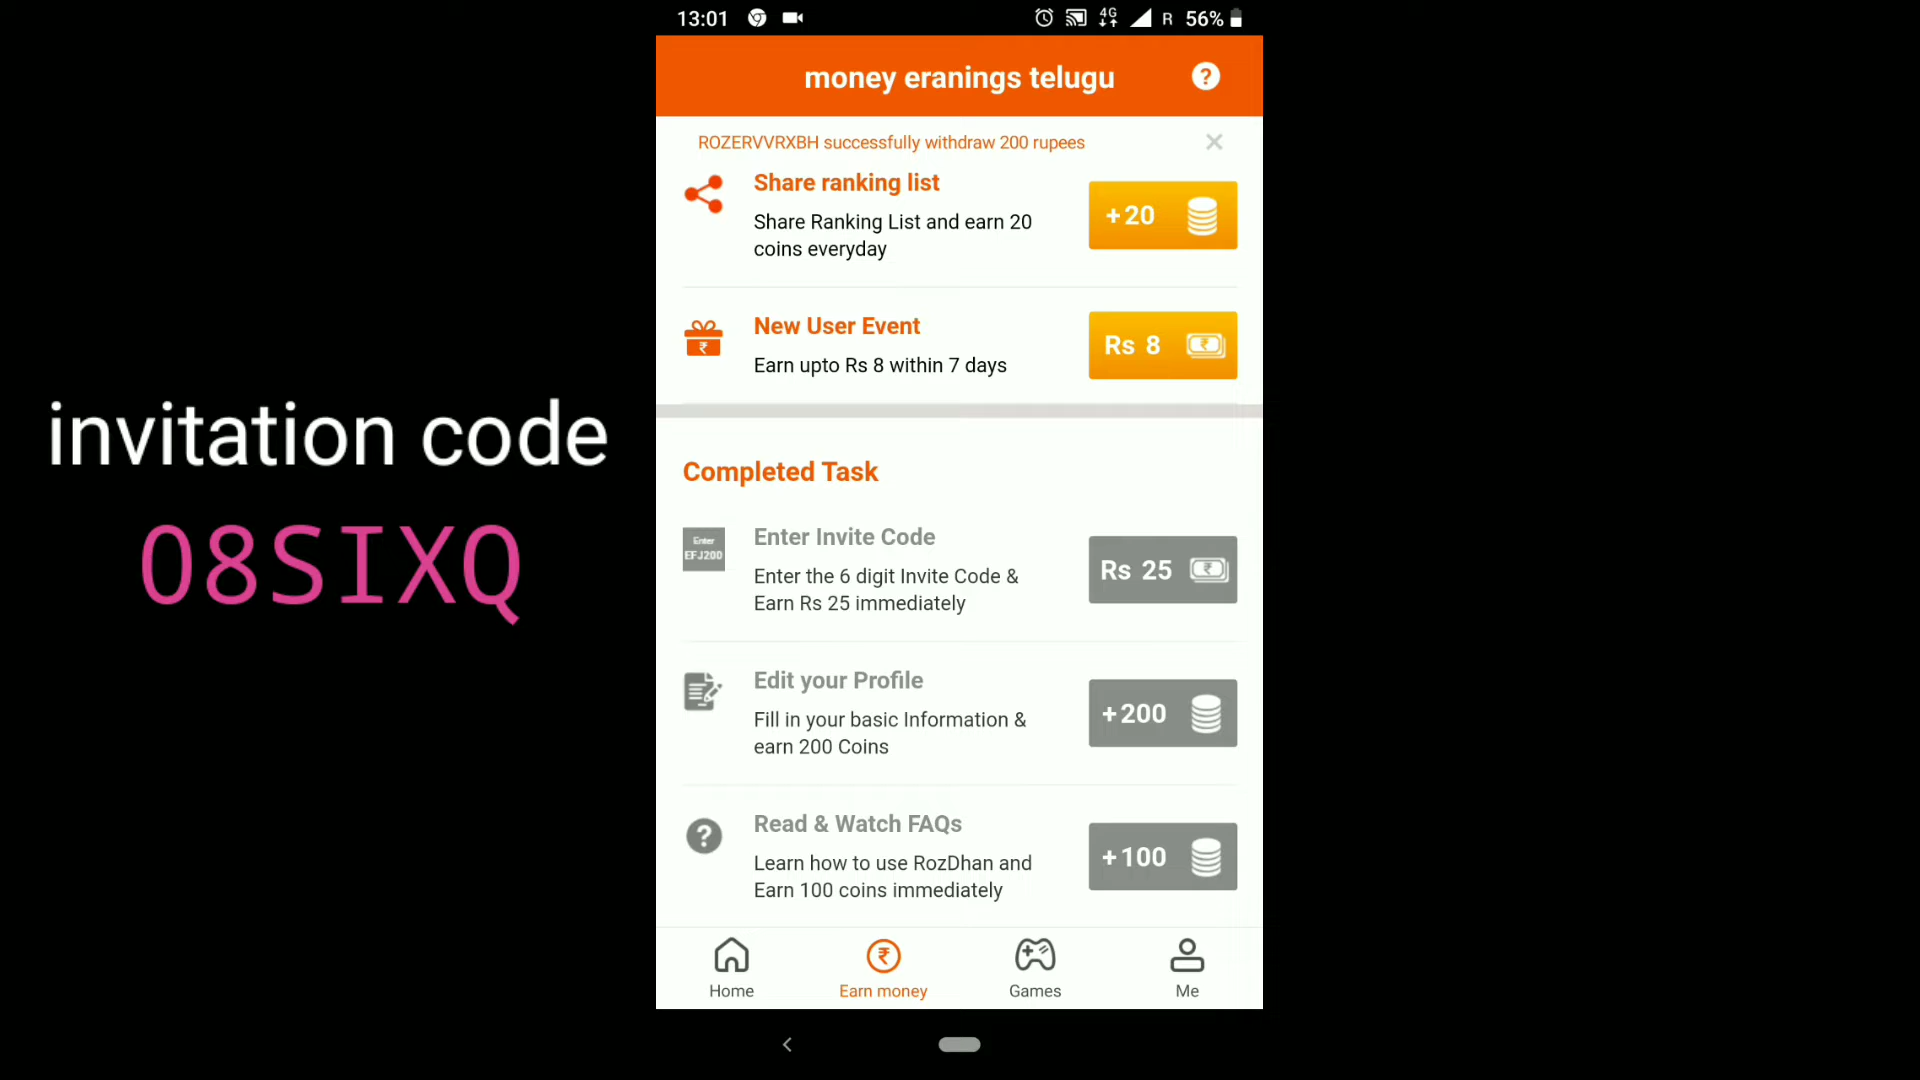 13:01
4G
R
56%
money eranings telugu
?
ROZERVVRXBH successfully withdraw 200 rupees
Share ranking list
Share Ranking List and earn 20
coins everyday
+20
New User Event
Earn upto Rs 8 within 7 days
Rs 8
invitation code
08SIXQ
Completed Task
Enter
EFJ200
Enter Invite Code
Enter the 6 digit Invite Code &
Earn Rs 25 immediately
Rs 25
Edit your Profile
Fill in your basic Information &
earn 200 Coins
+200
?
Read & Watch FAQs
Learn how to use RozDhan and
Earn 100 coins immediately
+100
Home
Earn money
Games
Me